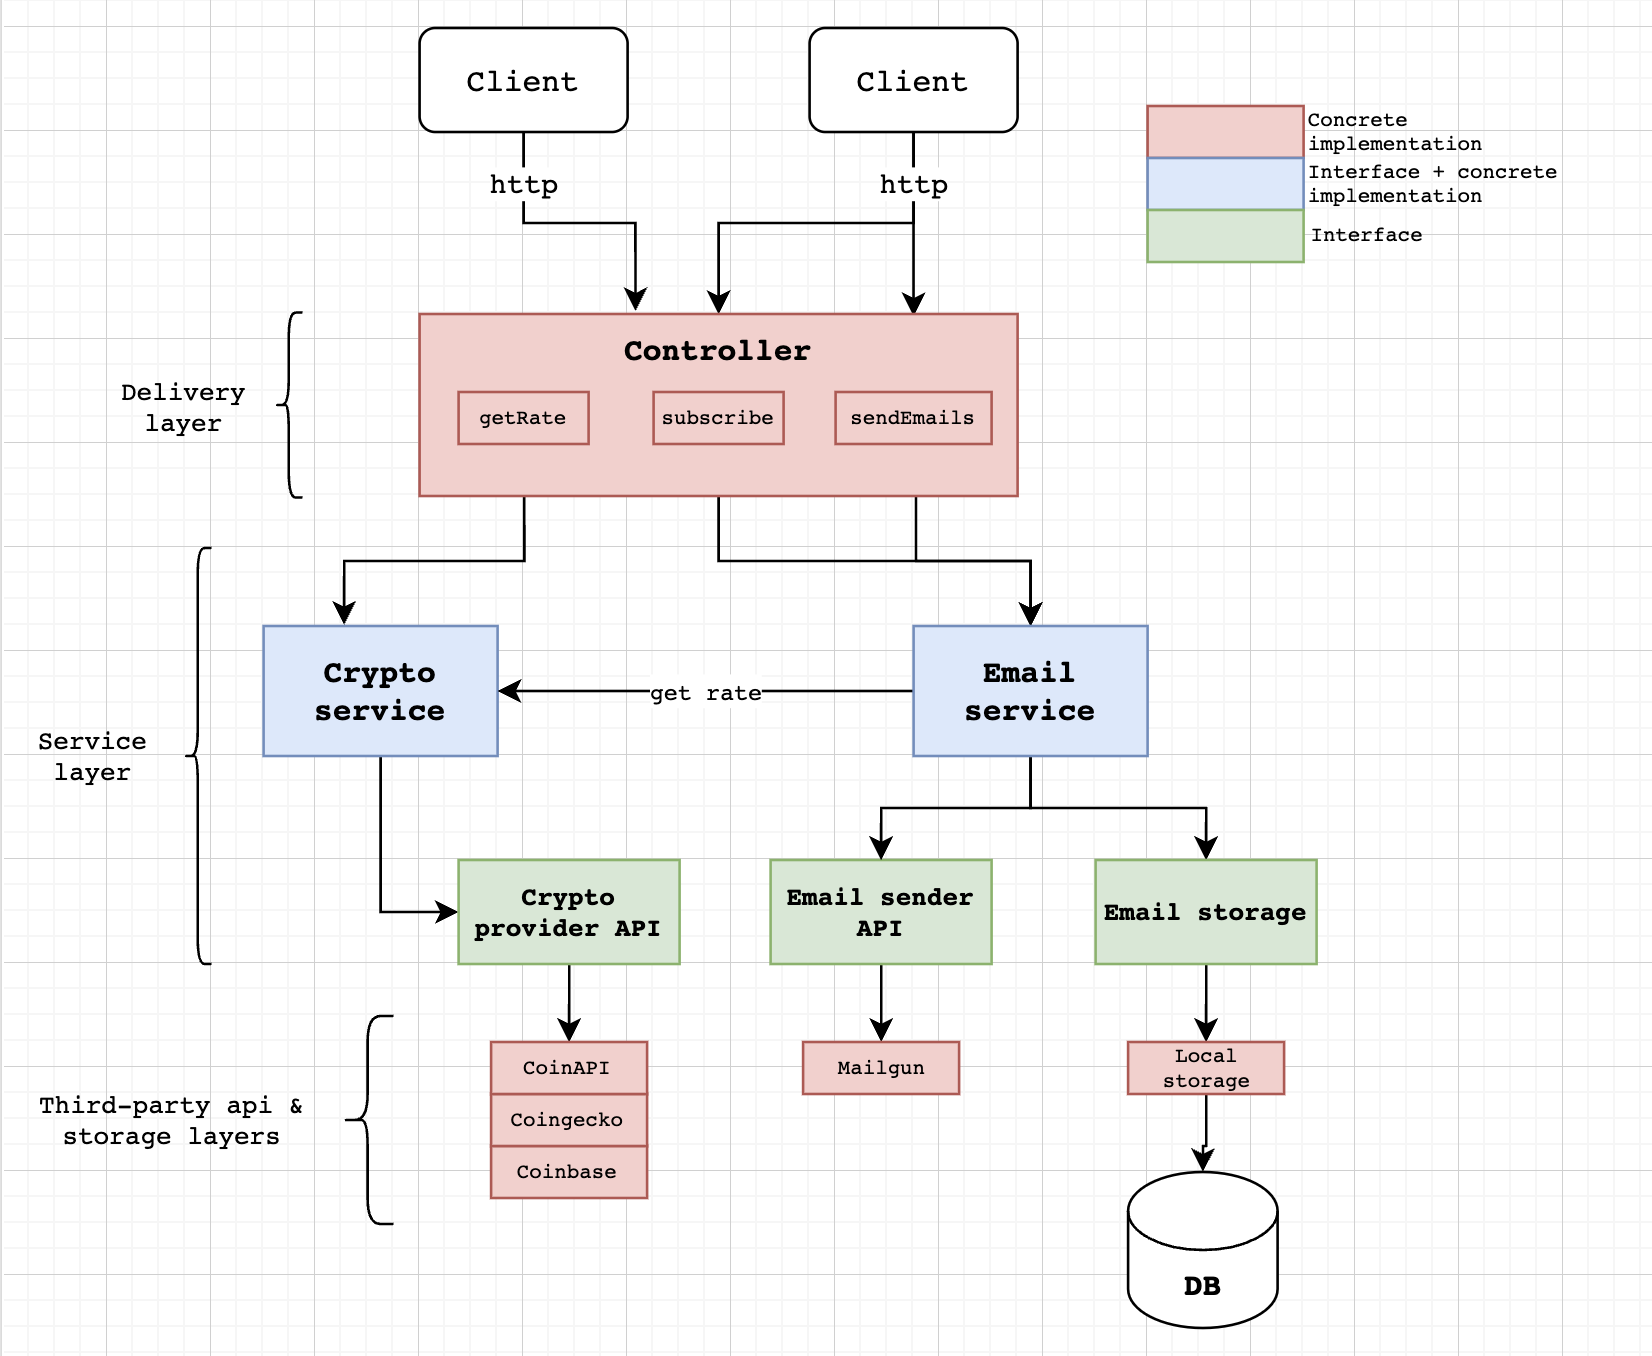 Client
Client
http
http
Concrete
implementation
Interface + concrete
implementation
Interface
Controller
getRate
subscribe
sendEmails
Delivery
layer
Crypto
service
get rate
Email
service
Service
layer
Crypto
provider API
Email sender
API
Email storage
CoinAPI
Coingecko
Coinbase
Mailgun
Local
storage
Third-party api &
storage layers
DB